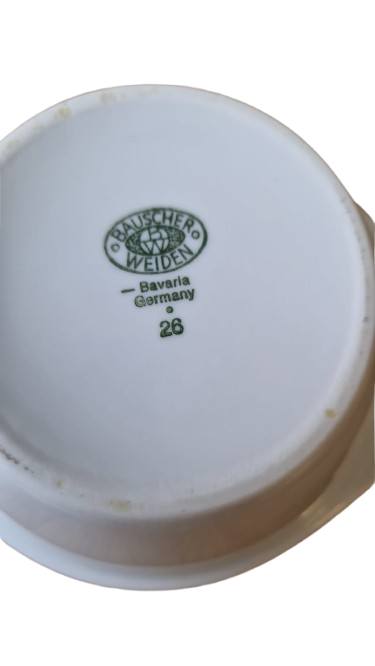 BAUSCHER
BW
WEIDEN
— Bavaria
Germany
26